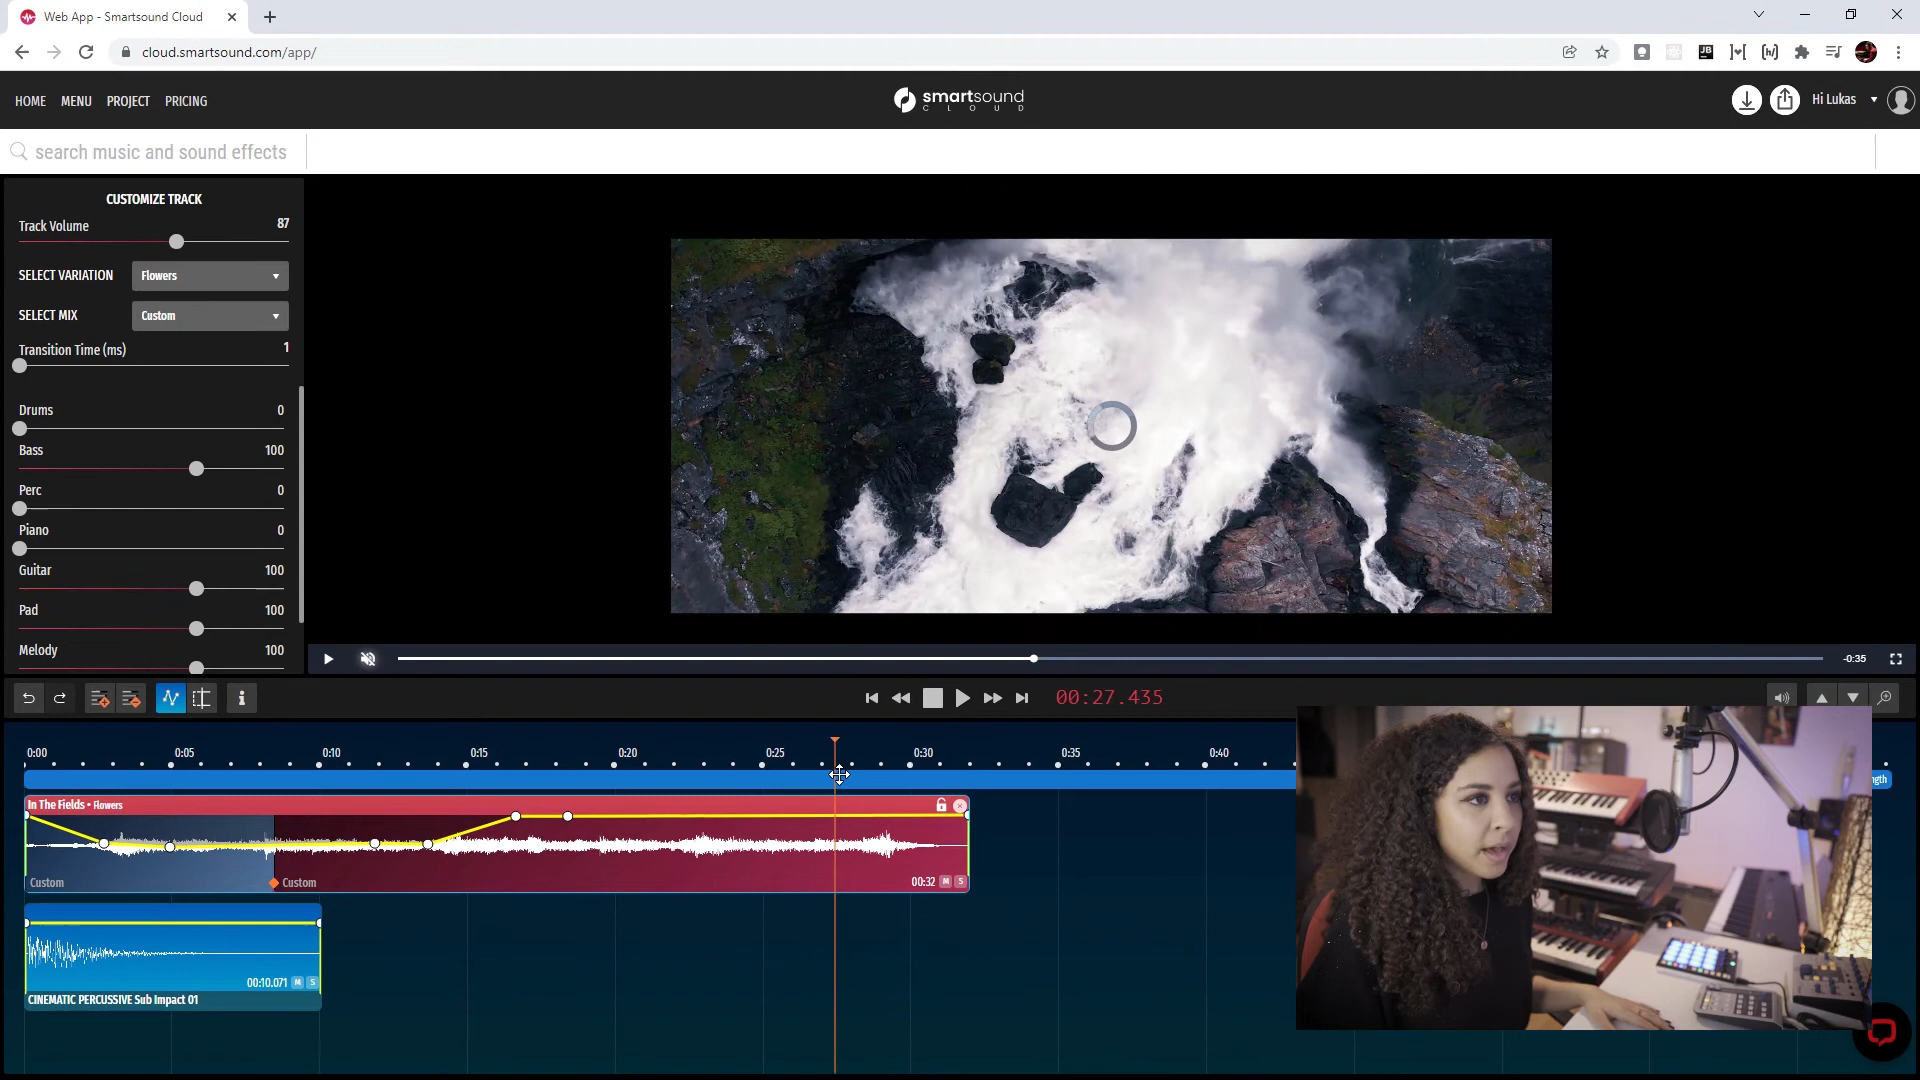 Web App - Smartsound Cloud
cloud.smartsound.com/app/
HOME MENU PROJECT PRICING
smartsound
CLOUD
Hi Lukas
search music and sound effects
CUSTOMIZE TRACK
Track Volume 87
SELECT VARIATION Flowers
SELECT MIX Custom
Transition Time (ms) 1
Drums 0
Bass 100
Perc 0
Piano 0
Guitar 100
Pad 100
Melody 100
-0:35
00:27.435
0:00 0:05 0:10 0:15 0:20 0:25 0:30 0:35 0:40
ngth
In The Fields • Flowers
Custom Custom 00:32 M S
00:10.071 M S
CINEMATIC PERCUSSIVE Sub Impact 01